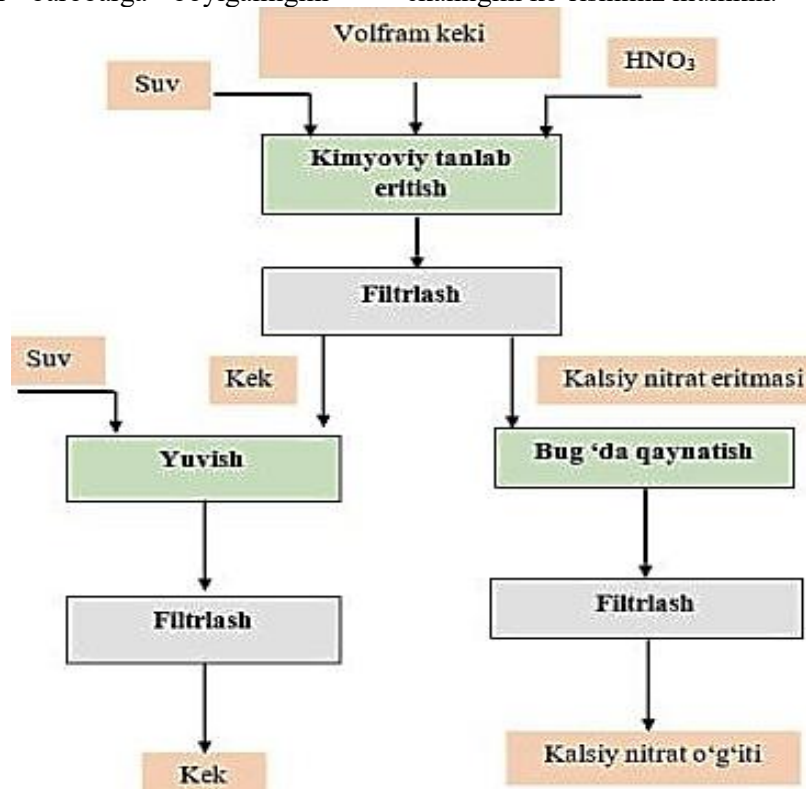 Volfram keki
HNO₃
Suv
Kimyoviy tanlab
eritish
Filtrlash
Suv
Kek
Kalsiy nitrat eritmasi
Yuvish
Bug ‘da qaynatish
Filtrlash
Filtrlash
Kek
Kalsiy nitrat o‘g‘iti